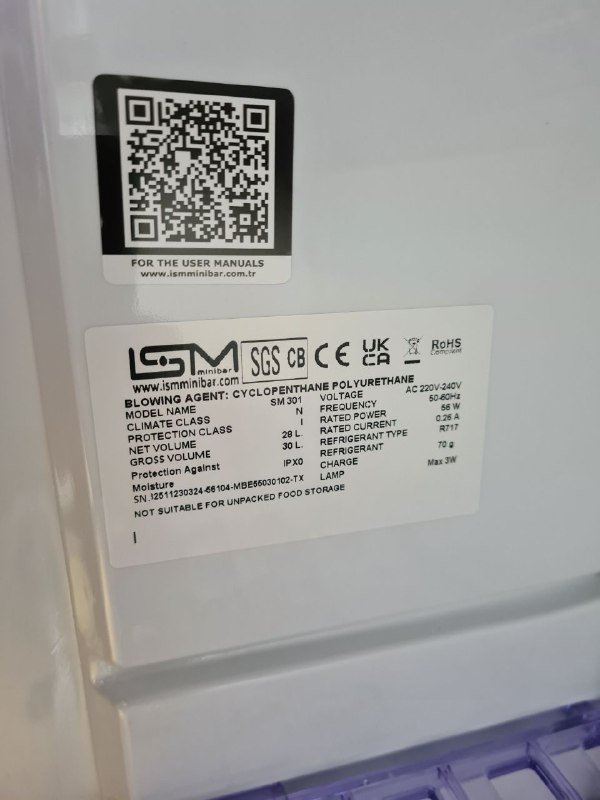 FOR THE USER MANUALS
www.ismminibar.com.tr
ISM minibar SGS CB CE UK CA RoHS Compliant
www.ismminibar.com
BLOWING AGENT: CYCLOPENTHANE POLYURETHANE
MODEL NAME SM 301
CLIMATE CLASS N
PROTECTION CLASS I
NET VOLUME 28 L.
GROSS VOLUME 30 L.
Protection Against
Moisture IPX0
VOLTAGE AC 220V-240V
FREQUENCY 50-60Hz
RATED POWER 56 W
RATED CURRENT 0.25 A
REFRIGERANT TYPE R717
REFRIGERANT
CHARGE 70 g
LAMP Max 3W
SN.12511230324-56104-MBE55030102-TX
NOT SUITABLE FOR UNPACKED FOOD STORAGE